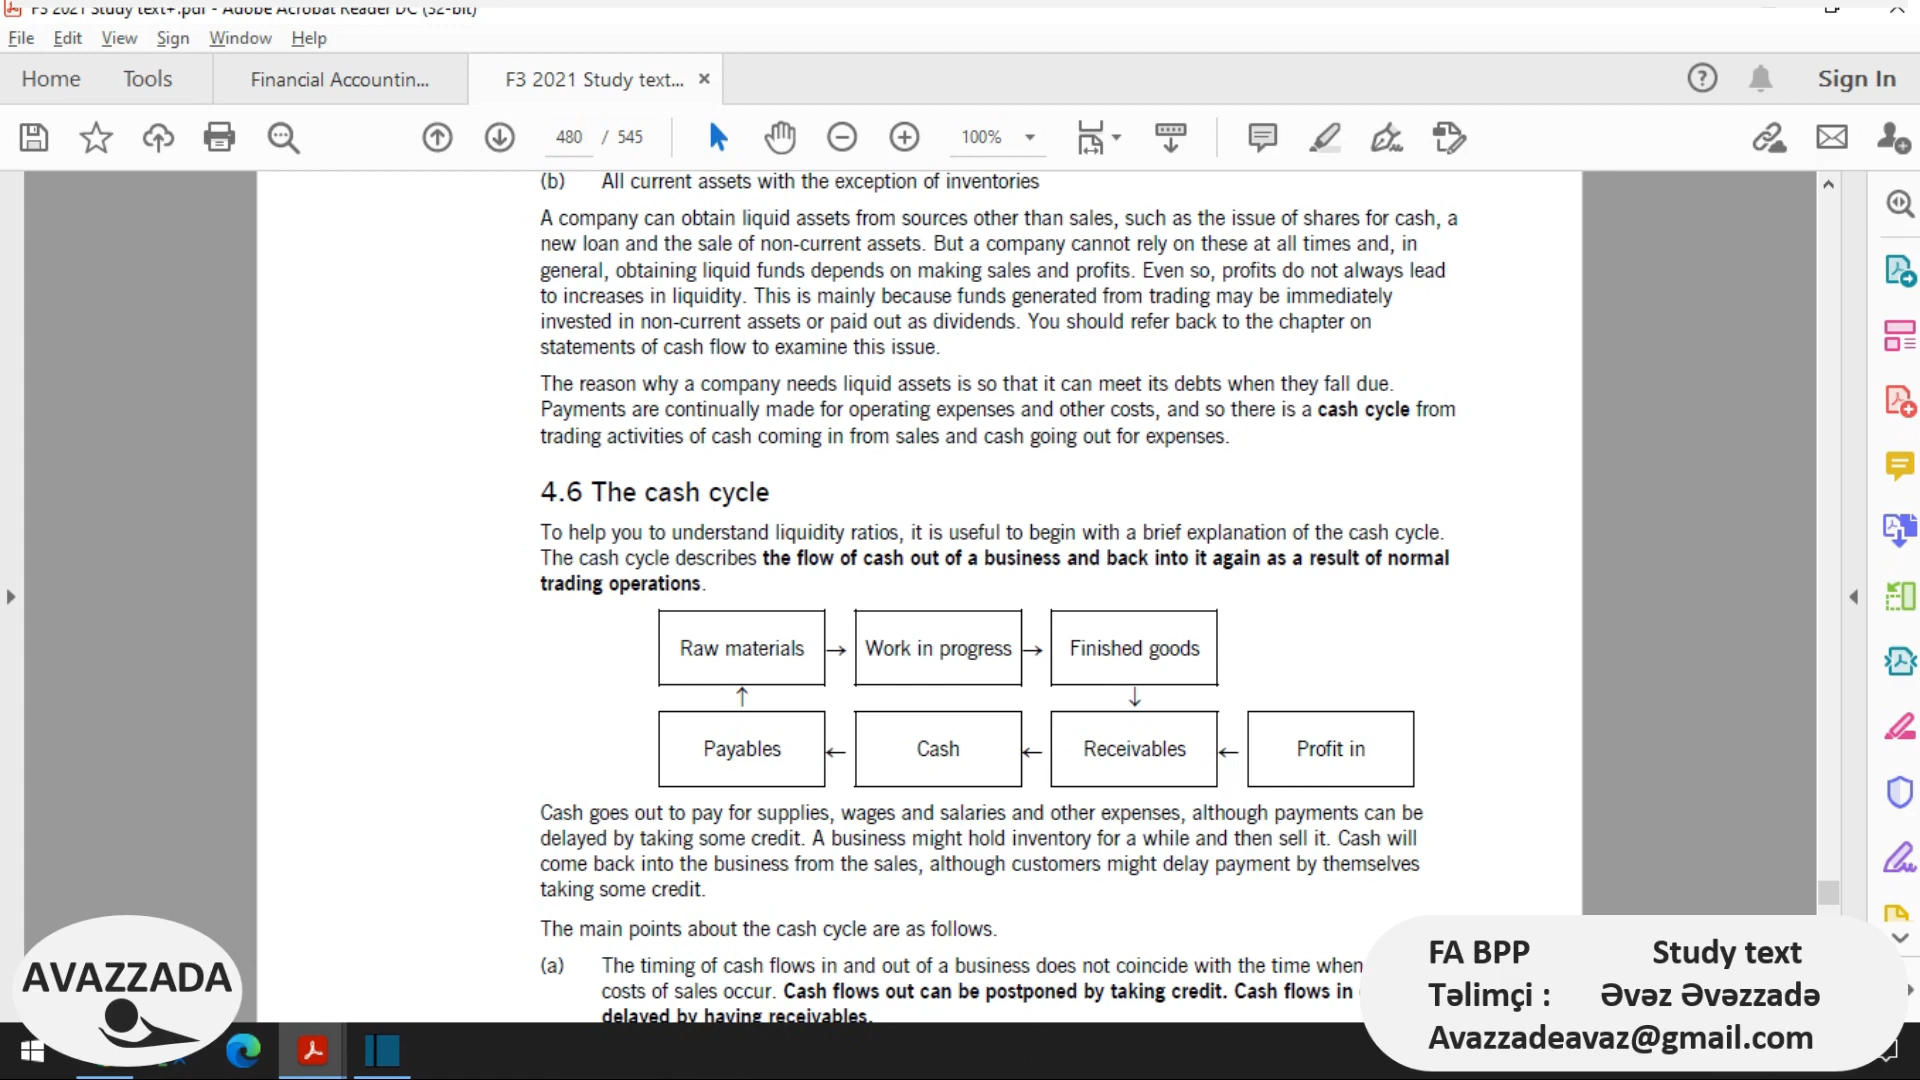 F3 2021 Study text+.pdf - Adobe Acrobat Reader DC (32-bit)
File Edit View Sign Window Help
Home Tools Financial Accountin... F3 2021 Study text... × Sign In
480 / 545 100%
(b) All current assets with the exception of inventories
A company can obtain liquid assets from sources other than sales, such as the issue of shares for cash, a
new loan and the sale of non-current assets. But a company cannot rely on these at all times and, in
general, obtaining liquid funds depends on making sales and profits. Even so, profits do not always lead
to increases in liquidity. This is mainly because funds generated from trading may be immediately
invested in non-current assets or paid out as dividends. You should refer back to the chapter on
statements of cash flow to examine this issue.
The reason why a company needs liquid assets is so that it can meet its debts when they fall due.
Payments are continually made for operating expenses and other costs, and so there is a cash cycle from
trading activities of cash coming in from sales and cash going out for expenses.
4.6 The cash cycle
To help you to understand liquidity ratios, it is useful to begin with a brief explanation of the cash cycle.
The cash cycle describes the flow of cash out of a business and back into it again as a result of normal
trading operations.
Raw materials → Work in progress → Finished goods
↑ ↓
Payables ← Cash ← Receivables ← Profit in
Cash goes out to pay for supplies, wages and salaries and other expenses, although payments can be
delayed by taking some credit. A business might hold inventory for a while and then sell it. Cash will
come back into the business from the sales, although customers might delay payment by themselves
taking some credit.
The main points about the cash cycle are as follows.
(a) The timing of cash flows in and out of a business does not coincide with the time when
costs of sales occur. Cash flows out can be postponed by taking credit. Cash flows in
delayed by having receivables.
AVAZZADA
FA BPP Study text
Təlimçi : Əvəz Əvəzzadə
Avazzadeavaz@gmail.com